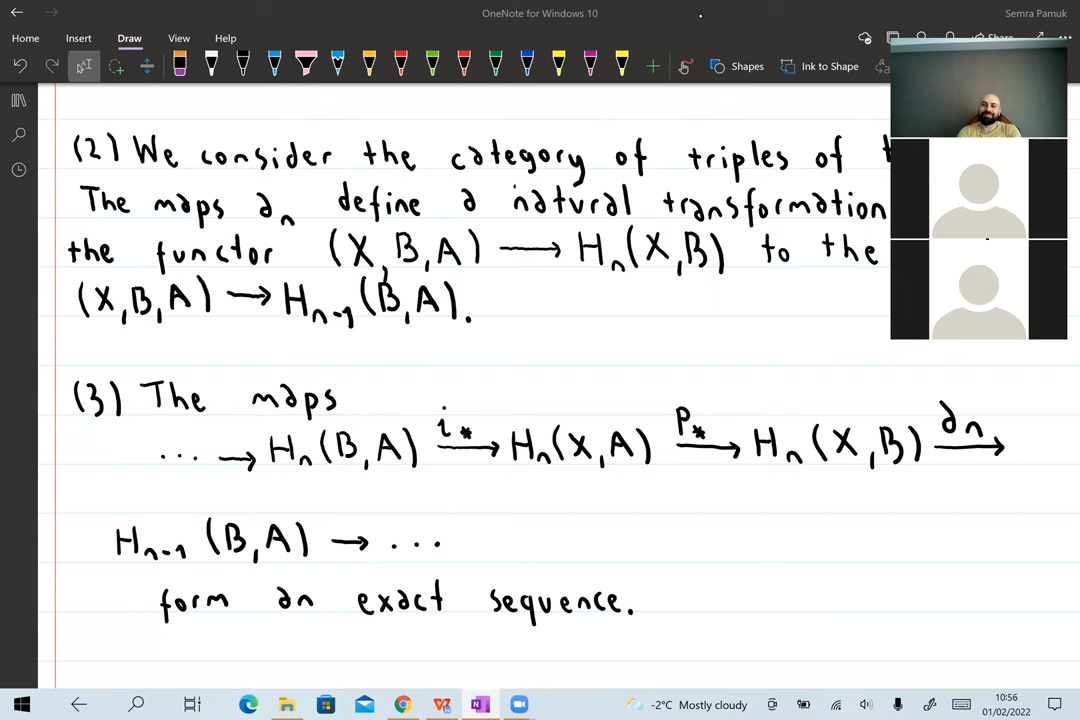 OneNote for Windows 10
Semra Pamuk
Home Insert Draw View Help
Share
Shapes Ink to Shape
(2) We consider the category of triples of
The maps ∂n define a natural transformation
the functor (X,B,A) → Hn(X,B) to the
(X,B,A) → Hn-1(B,A).
(3) The maps
... → Hn(B,A) i* → Hn(X,A) p* → Hn(X,B) ∂n →
Hn-1(B,A) → ...
form an exact sequence.
-2°C Mostly cloudy
10:56
01/02/2022